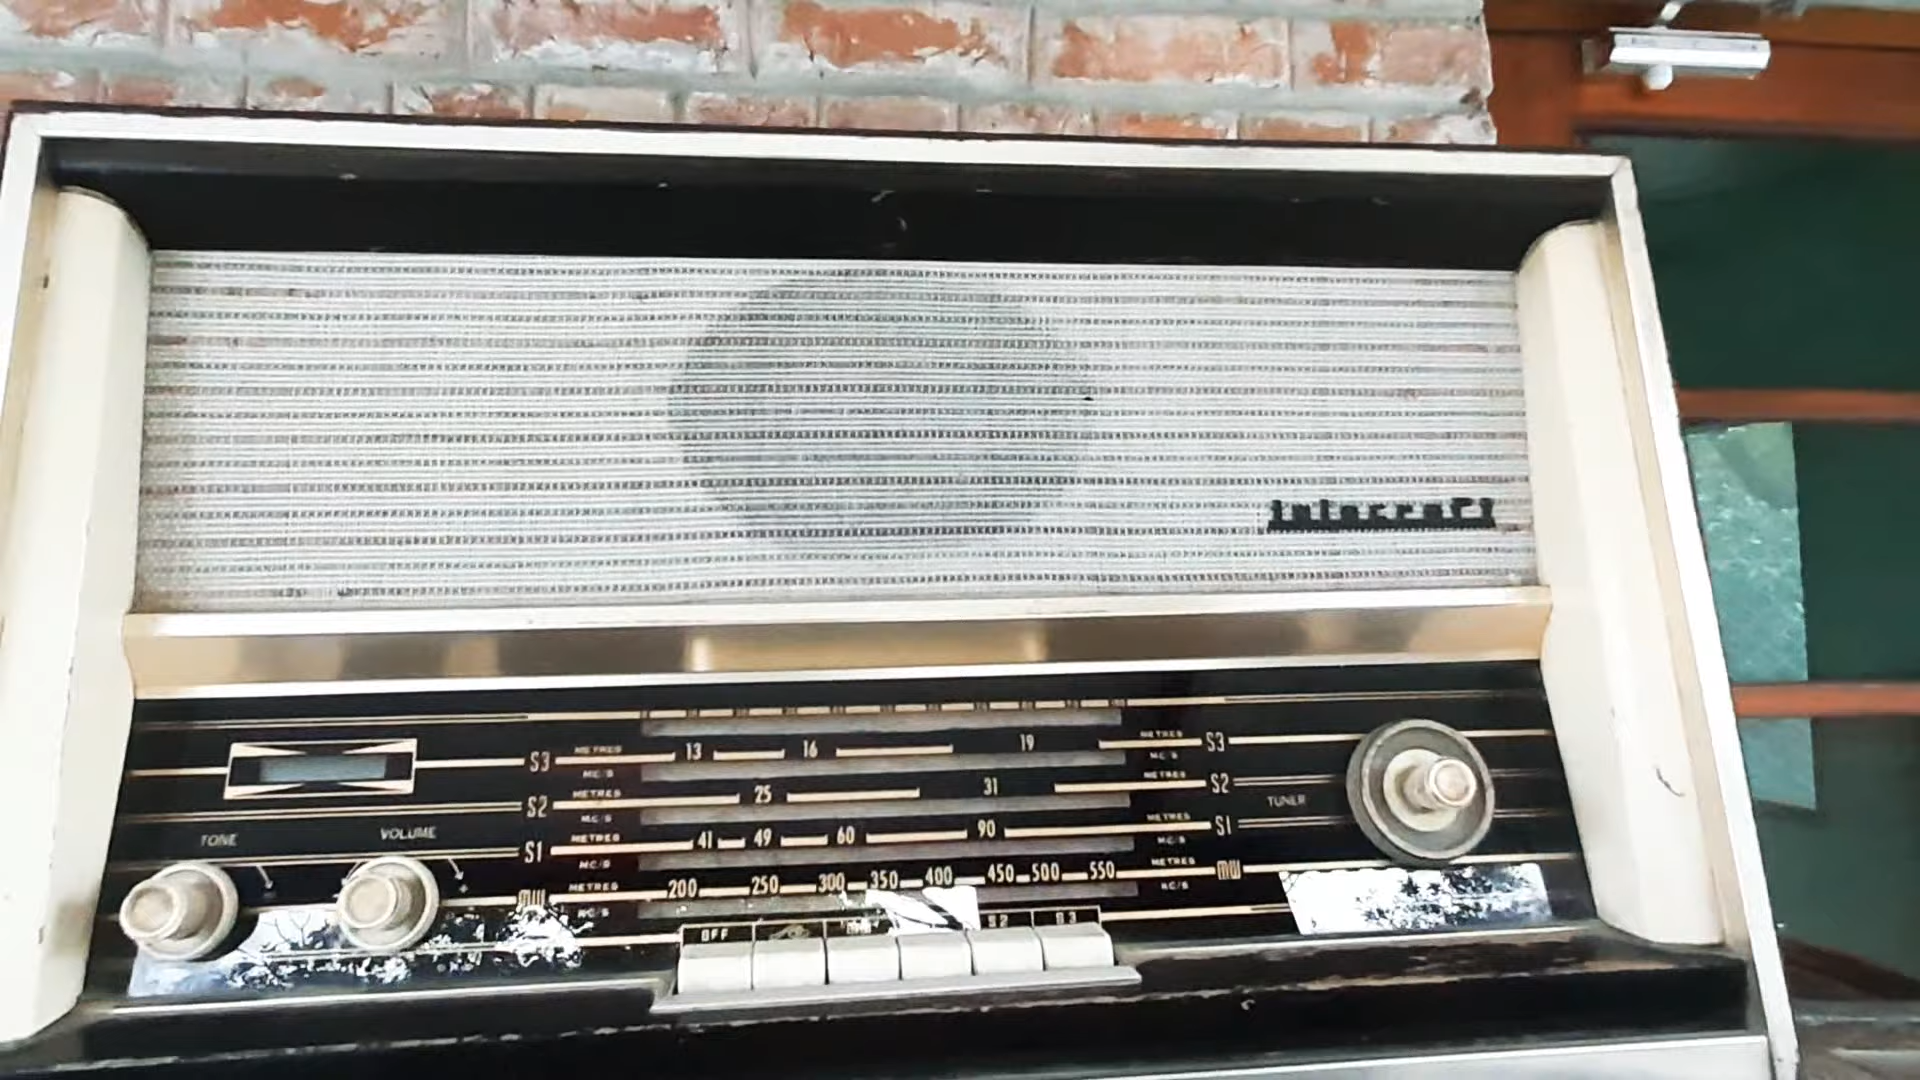 S3 METRES 13 16 19 METRES S3
MC/S MC/S
S2 METRES 25 31 METRES S2
MC/S MC/S
TUNER
TONE VOLUME
S1 METRES 41 49 60 90 METRES S1
MC/S MC/S
MW METRES 200 250 300 350 400 450 500 550 METRES MW
KC/S KC/S
OFF S2 S3